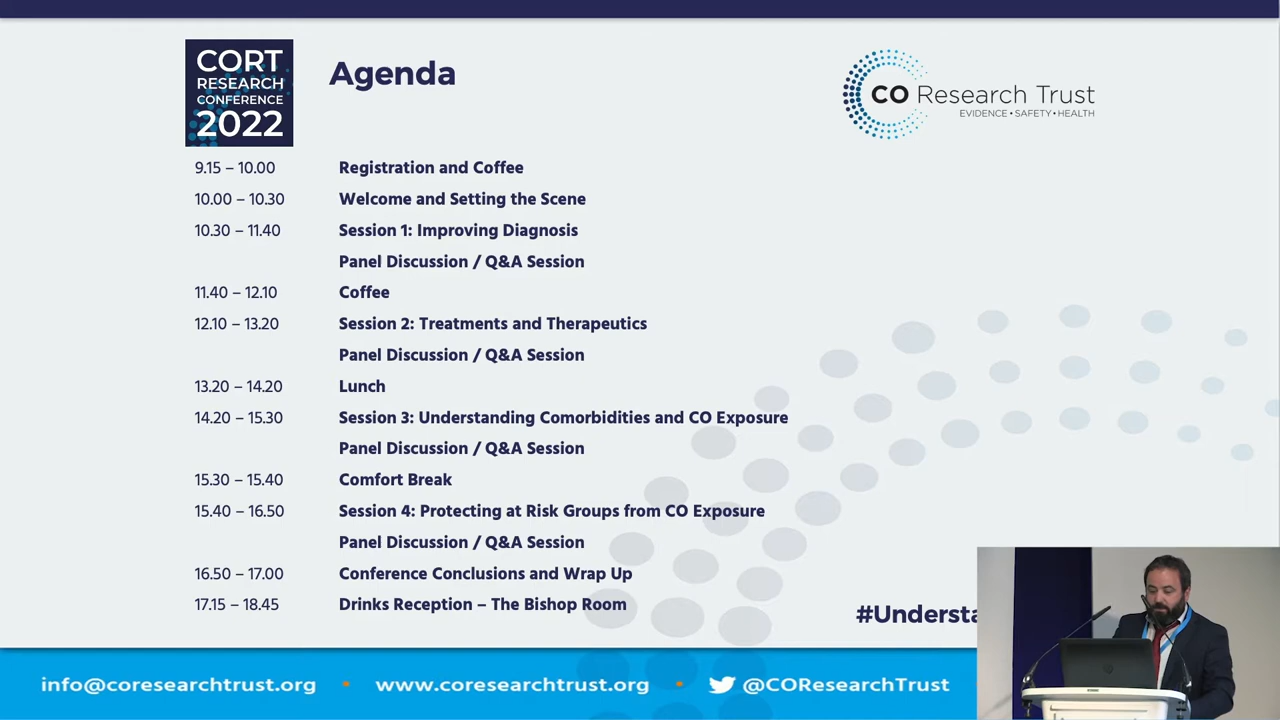 CORT
RESEARCH
CONFERENCE
2022
Agenda
CO Research Trust
EVIDENCE • SAFETY • HEALTH
9.15 – 10.00 Registration and Coffee
10.00 – 10.30 Welcome and Setting the Scene
10.30 – 11.40 Session 1: Improving Diagnosis
Panel Discussion / Q&A Session
11.40 – 12.10 Coffee
12.10 – 13.20 Session 2: Treatments and Therapeutics
Panel Discussion / Q&A Session
13.20 – 14.20 Lunch
14.20 – 15.30 Session 3: Understanding Comorbidities and CO Exposure
Panel Discussion / Q&A Session
15.30 – 15.40 Comfort Break
15.40 – 16.50 Session 4: Protecting at Risk Groups from CO Exposure
Panel Discussion / Q&A Session
16.50 – 17.00 Conference Conclusions and Wrap Up
17.15 – 18.45 Drinks Reception – The Bishop Room
#Understa
info@coresearchtrust.org • www.coresearchtrust.org • @COResearchTrust